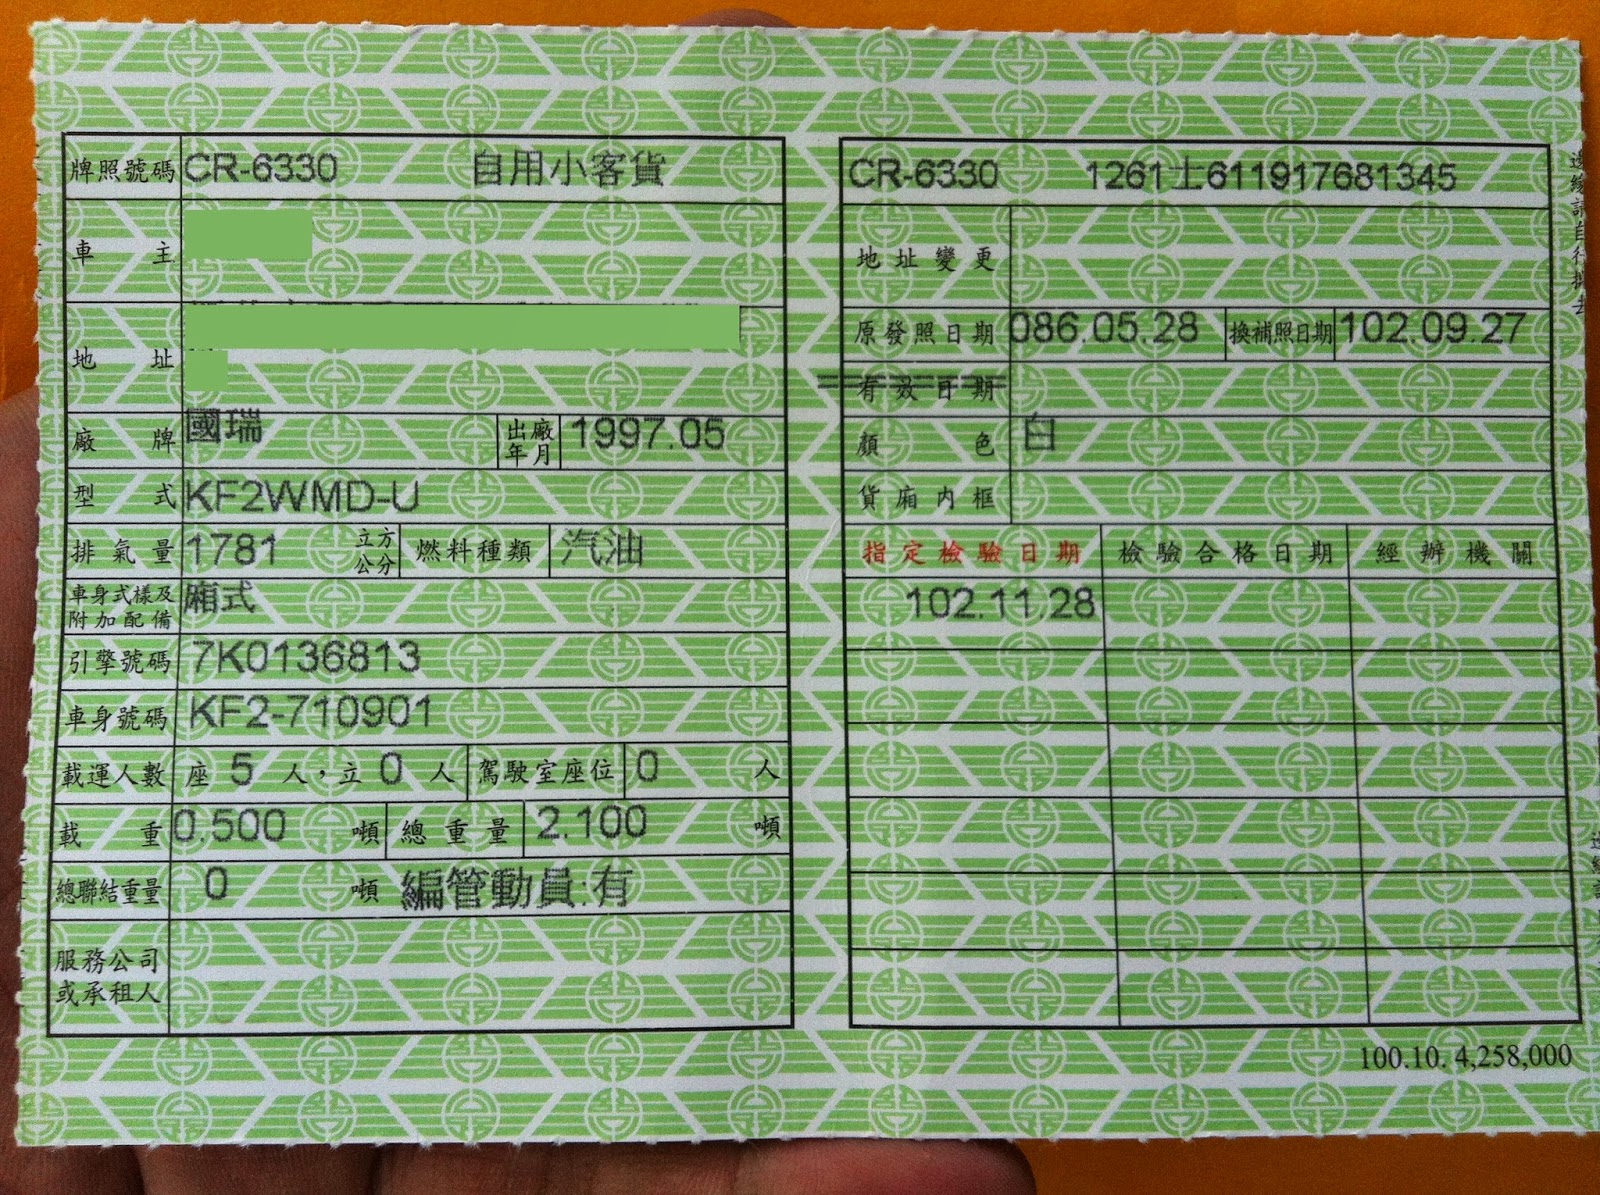 牌照號碼 CR-6330 自用小客貨
車主
地址
廠牌 國瑞 出廠年月 1997.05
型式 KF2WMD-U
排氣量 1781 立方公分 燃料種類 汽油
車身式樣及附加配備 廂式
引擎號碼 7K0136813
車身號碼 KF2-710901
載運人數 座 5 人，立 0 人 駕駛室座位 0 人
載重 0.500 噸 總重量 2.100 噸
總聯結重量 0 噸 編管動員:有
服務公司或承租人
CR-6330 1261士611917681345
地址變更
原發照日期 086.05.28 換補照日期 102.09.27
有效日期
顏色 白
貨廂內框
指定檢驗日期 檢驗合格日期 經辦機關
102.11.28
100.10. 4,258,000
邊緣請自行撕去